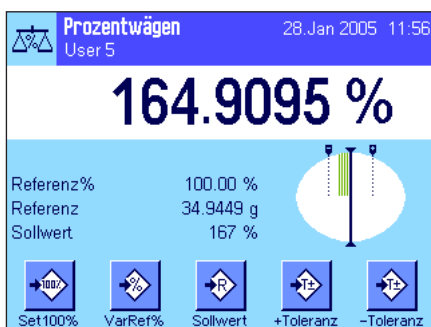 Prozentwägen 28.Jan 2005 11:56
User 5
164.9095 %
Referenz% 100.00 %
Referenz 34.9449 g
Sollwert 167 %
100% % R T± T±
Set100% VarRef% Sollwert +Toleranz −Toleranz